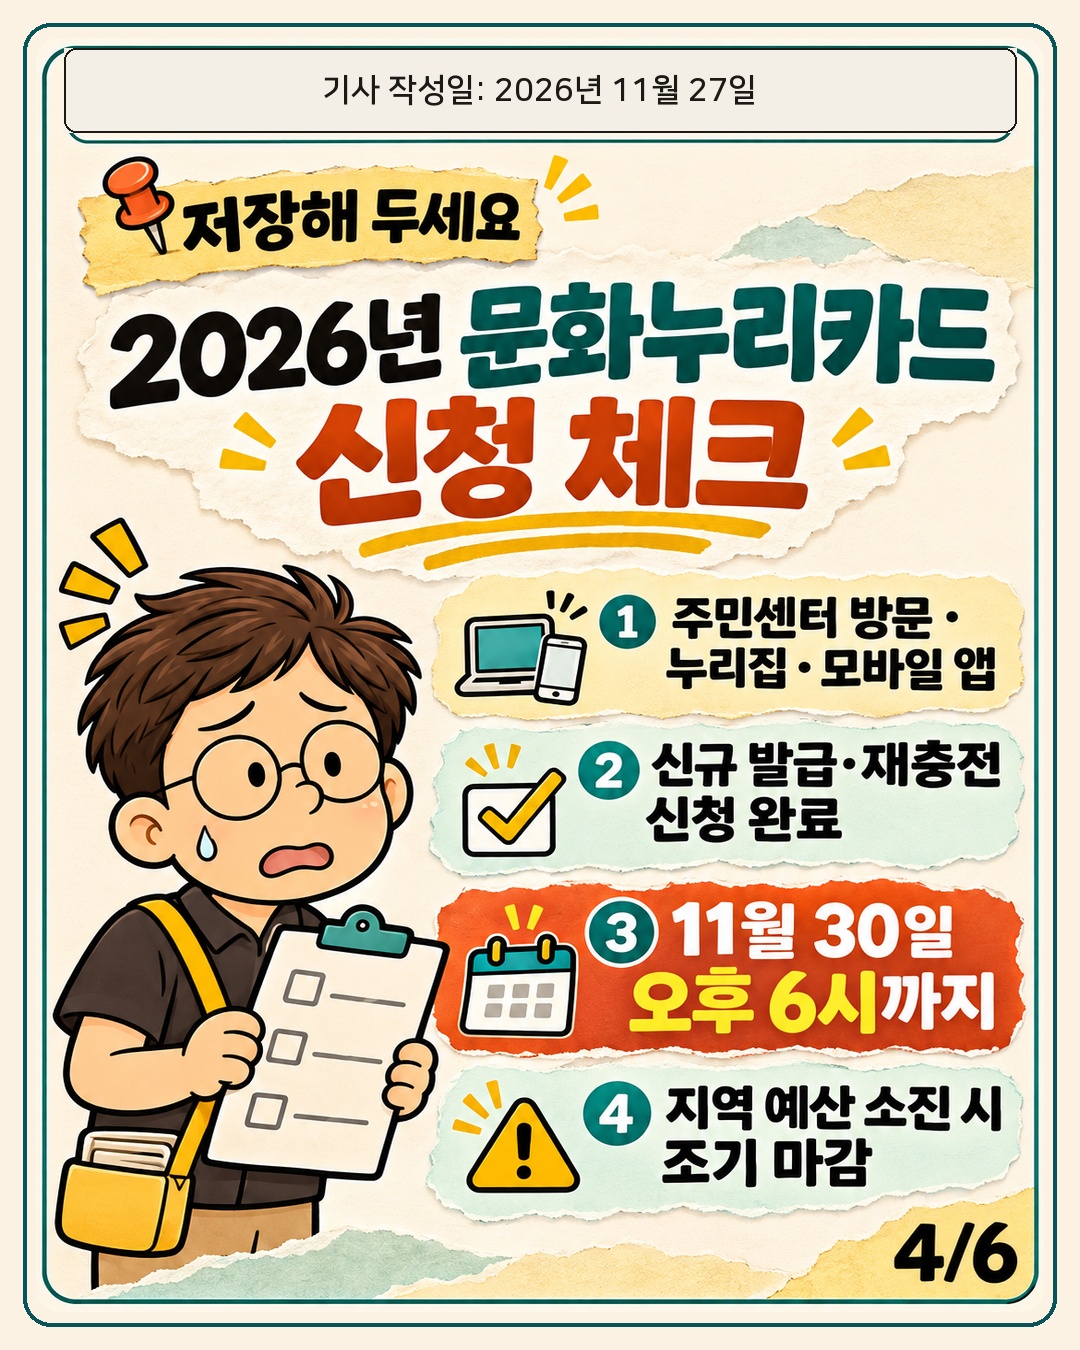 기사 작성일: 2026년 11월 27일
저장해 두세요
2026년 문화누리카드
신청 체크
1 주민센터 방문·
누리집·모바일 앱
2 신규 발급·재충전
신청 완료
3 11월 30일
오후 6시까지
4 지역 예산 소진 시
조기 마감
4/6